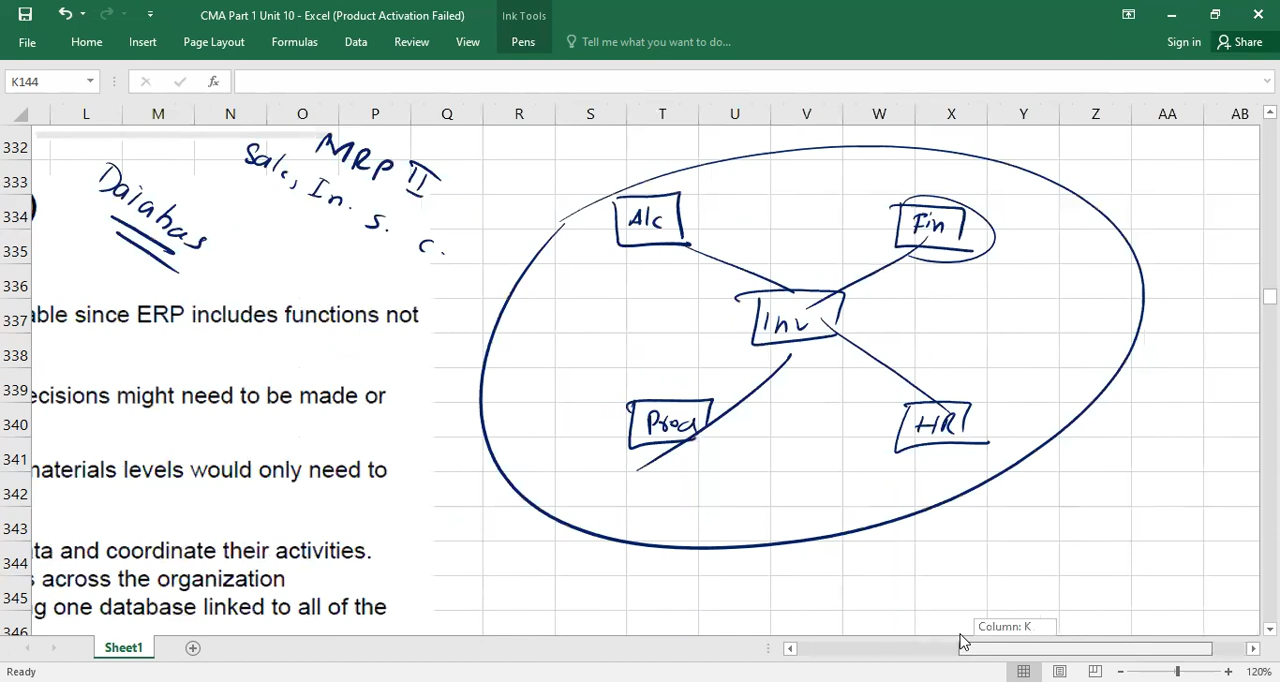 CMA Part 1 Unit 10 - Excel (Product Activation Failed)
Ink Tools
File
Home
Insert
Page Layout
Formulas
Data
Review
View
Pens
Tell me what you want to do...
Sign in
Share
K144
fx
L M N O P Q R S T U V W X Y Z AA AB
332
333
334
335
336
337
338
339
340
341
342
343
344
345
346
MRP II
Sale, In. S. C.
Daiabas
A/c
Fin
Inv
Prod
HR
able since ERP includes functions not
ecisions might need to be made or
materials levels would only need to
ta and coordinate their activities.
s across the organization
g one database linked to all of the
Column: K
Sheet1
Ready
120%